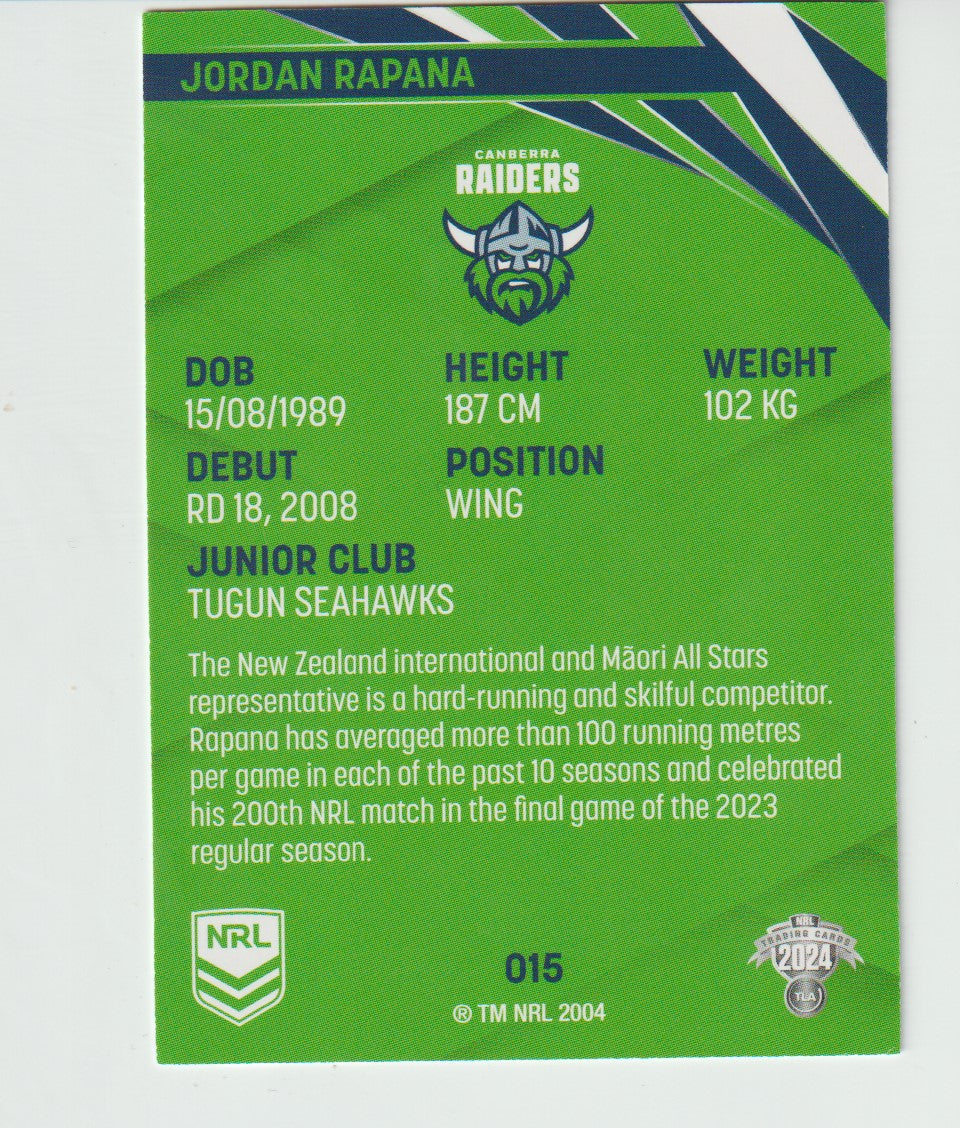 JORDAN RAPANA
CANBERRA
RAIDERS
DOB HEIGHT WEIGHT
15/08/1989 187 CM 102 KG
DEBUT POSITION
RD 18, 2008 WING
JUNIOR CLUB
TUGUN SEAHAWKS
The New Zealand international and Mãori All Stars
representative is a hard-running and skilful competitor.
Rapana has averaged more than 100 running metres
per game in each of the past 10 seasons and celebrated
his 200th NRL match in the final game of the 2023
regular season.
NRL
015
® TM NRL 2004
NRL
TRADING CARDS
2024
TLA